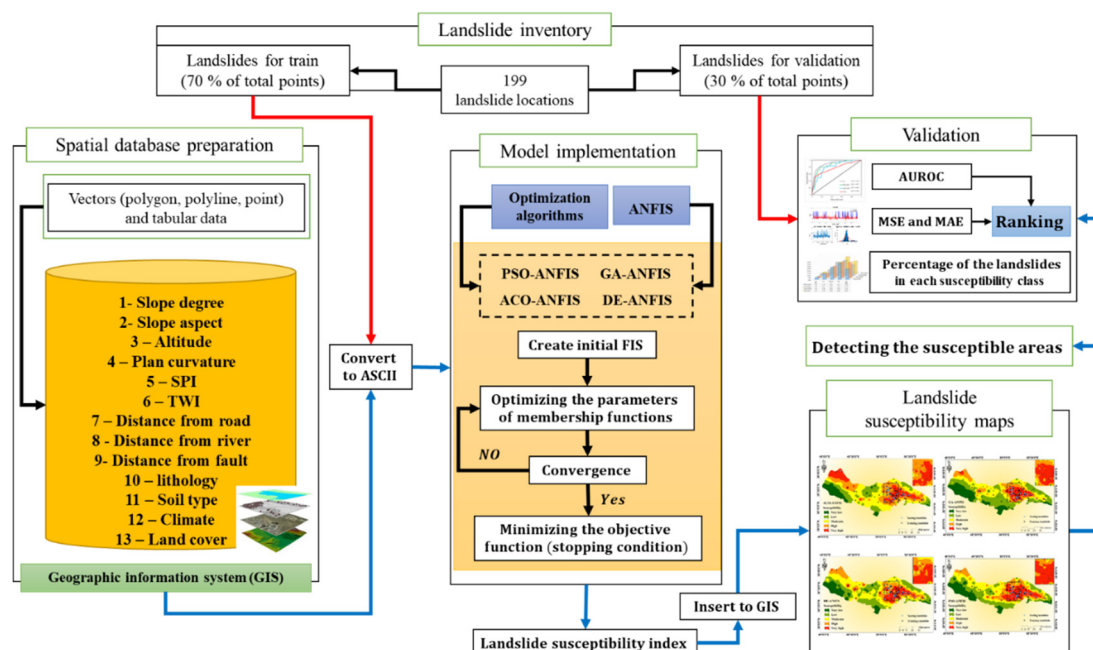 Landslide inventory
Landslides for train
(70 % of total points)
199
landslide locations
Landslides for validation
(30 % of total points)
Spatial database preparation
Vectors (polygon, polyline, point)
and tabular data
1- Slope degree
2- Slope aspect
3 – Altitude
4 – Plan curvature
5 – SPI
6 – TWI
7 – Distance from road
8 – Distance from river
9- Distance from fault
10 – lithology
11 – Soil type
12 – Climate
13 – Land cover
Geographic information system (GIS)
Convert
to ASCII
Model implementation
Optimization
algorithms
ANFIS
PSO-ANFIS GA-ANFIS
ACO-ANFIS DE-ANFIS
Create initial FIS
Optimizing the parameters
of membership functions
NO
Convergence
Yes
Minimizing the objective
function (stopping condition)
Landslide susceptibility index
Insert to GIS
Validation
AUROC
MSE and MAE
Ranking
Percentage of the landslides
in each susceptibility class
Detecting the susceptible areas
Landslide
susceptibility maps